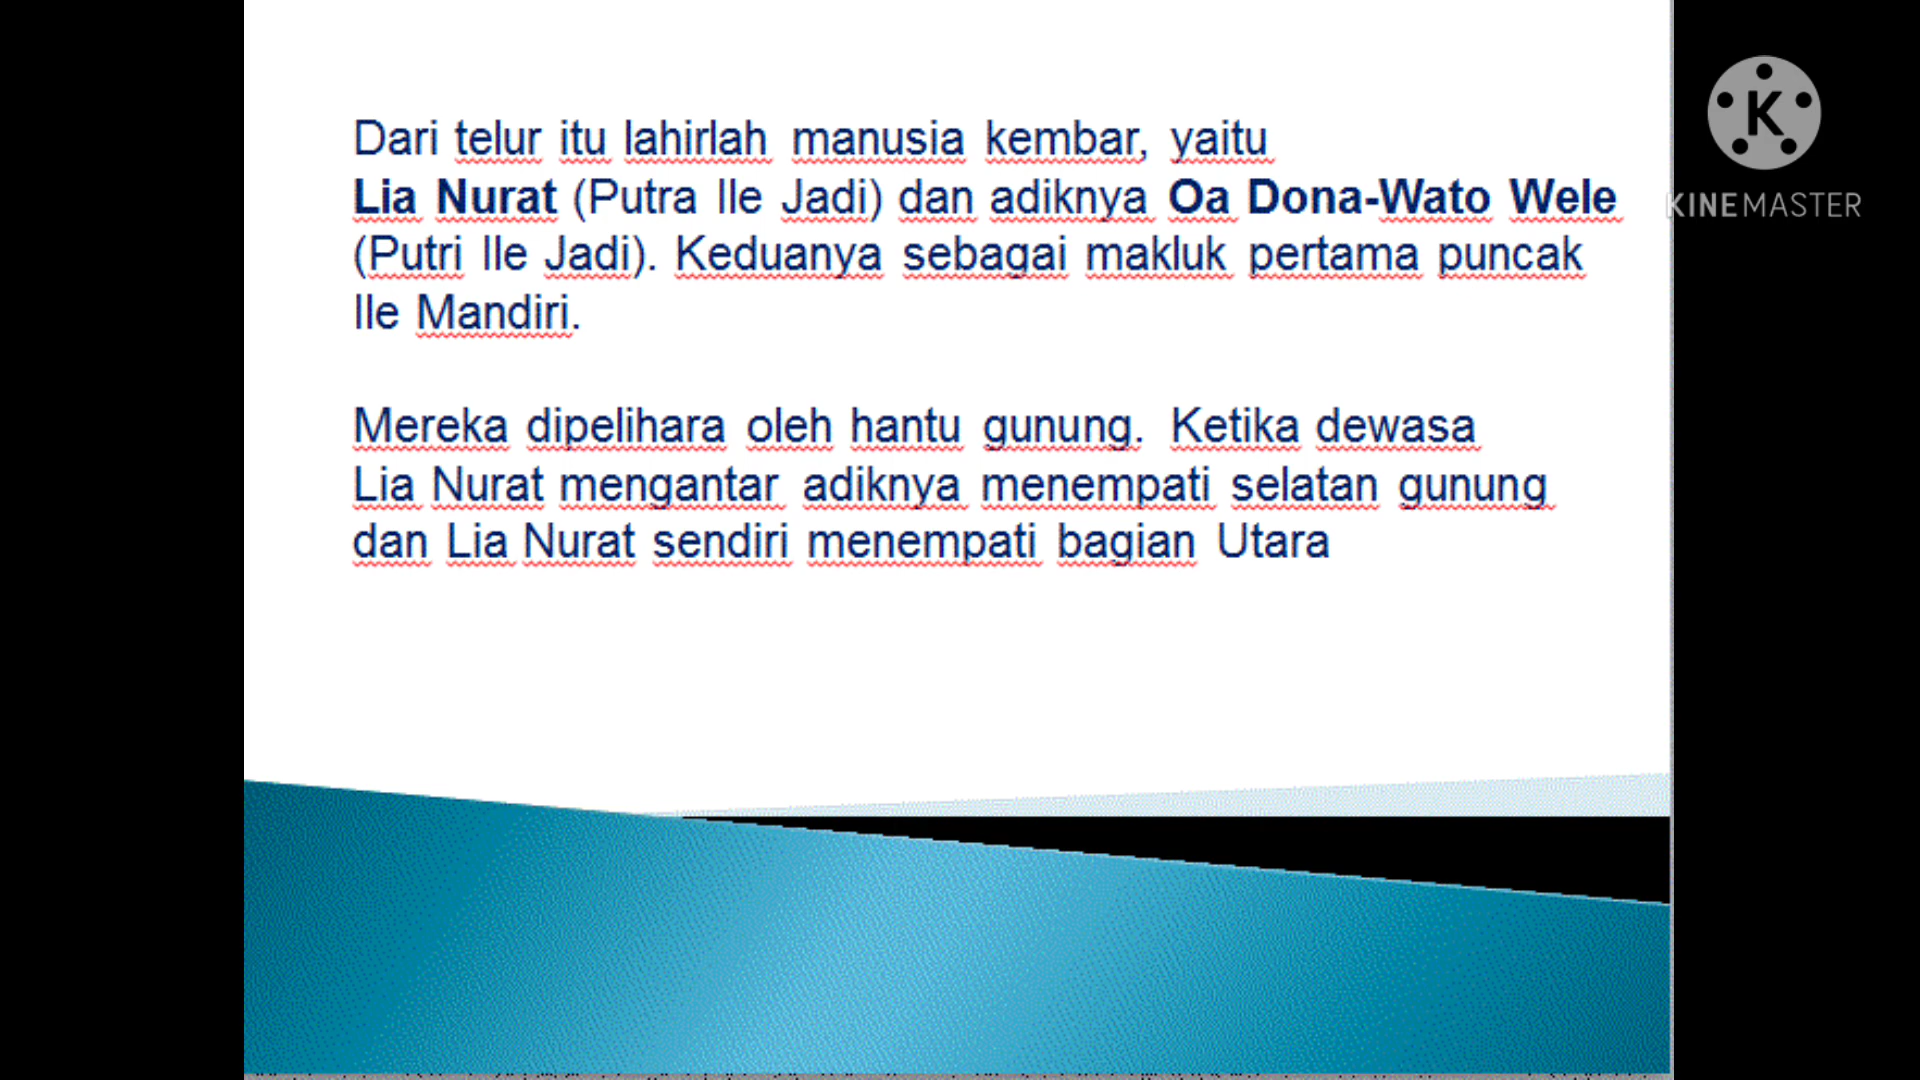 Dari telur itu lahirlah manusia kembar, yaitu
Lia Nurat (Putra Ile Jadi) dan adiknya Oa Dona-Wato Wele
(Putri Ile Jadi). Keduanya sebagai makluk pertama puncak
Ile Mandiri.
Mereka dipelihara oleh hantu gunung. Ketika dewasa
Lia Nurat mengantar adiknya menempati selatan gunung
dan Lia Nurat sendiri menempati bagian Utara
K
KINEMASTER